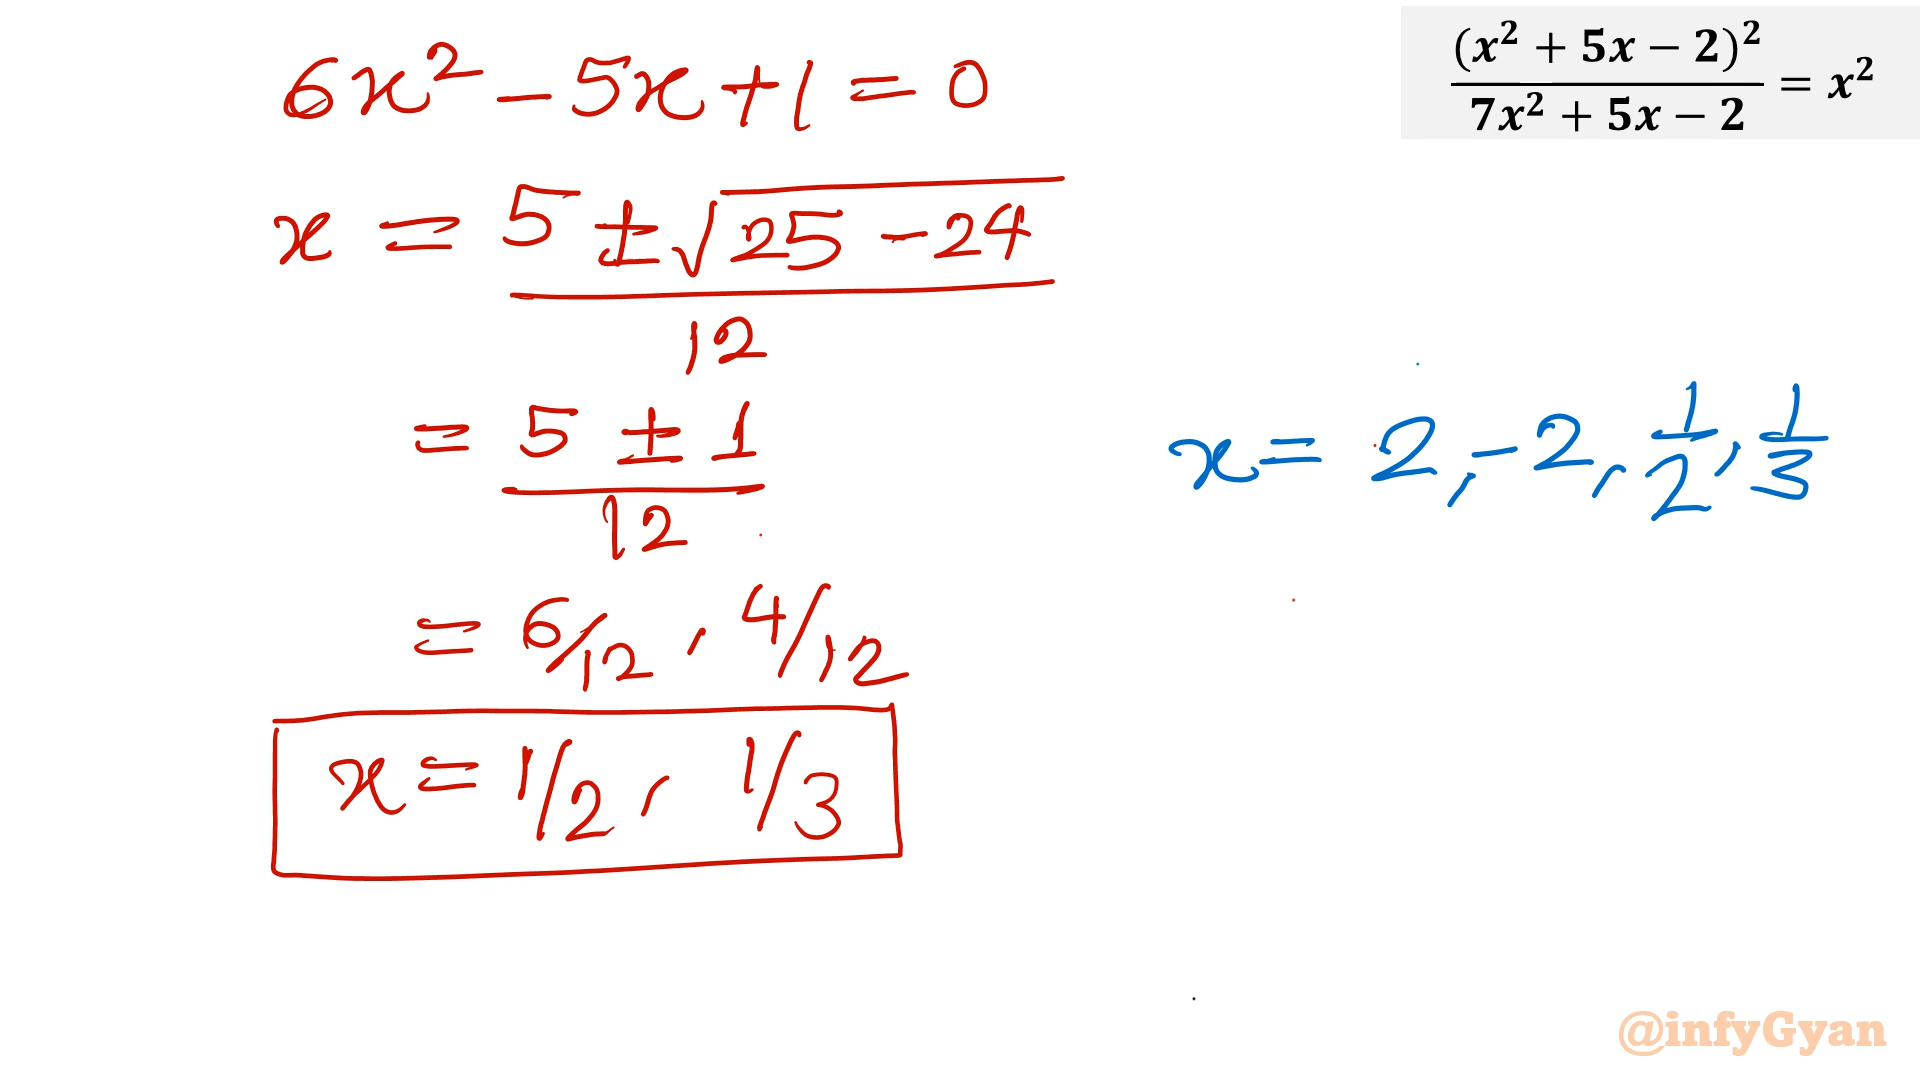 6x² - 5x + 1 = 0
x = (5 ± √(25 - 24))/12
= (5 ± 1)/12
= 6/12, 4/12
x = 1/2, 1/3
(x² + 5x − 2)²/(7x² + 5x − 2) = x²
x = 2, -2, 1/2, 1/3
@infyGyan